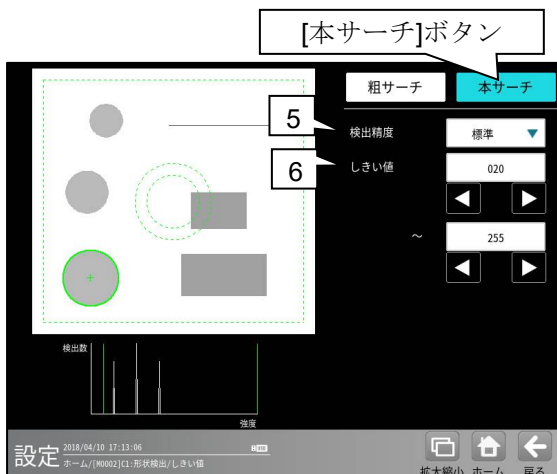 [本サーチ]ボタン
粗サーチ
本サーチ
5
検出精度
標準
6
しきい値
020
～
255
検出数
強度
設定
2018/04/10 17:13:06
ホーム/[M0002]C1:形状検出/しきい値
拡大縮小
ホーム
戻る